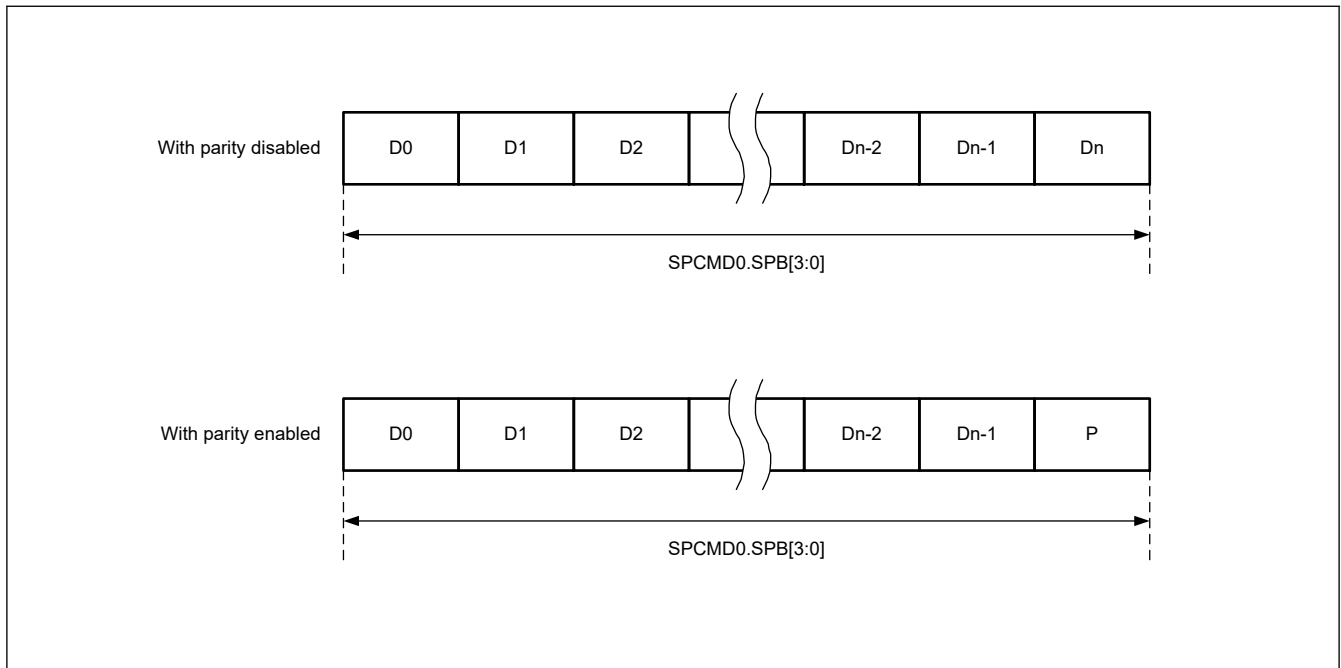 With parity disabled D0 D1 D2 Dn-2 Dn-1 Dn
SPCMD0.SPB[3:0]
With parity enabled D0 D1 D2 Dn-2 Dn-1 P
SPCMD0.SPB[3:0]